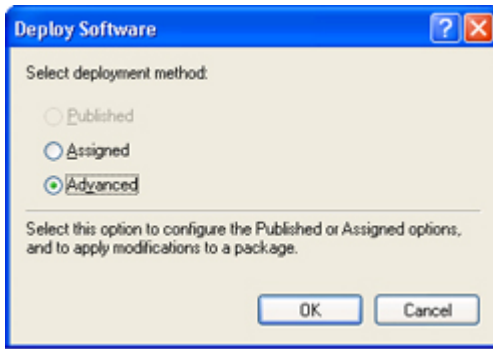 Deploy Software
Select deployment method:
Published
Assigned
Advanced
Select this option to configure the Published or Assigned options,
and to apply modifications to a package.
OK
Cancel